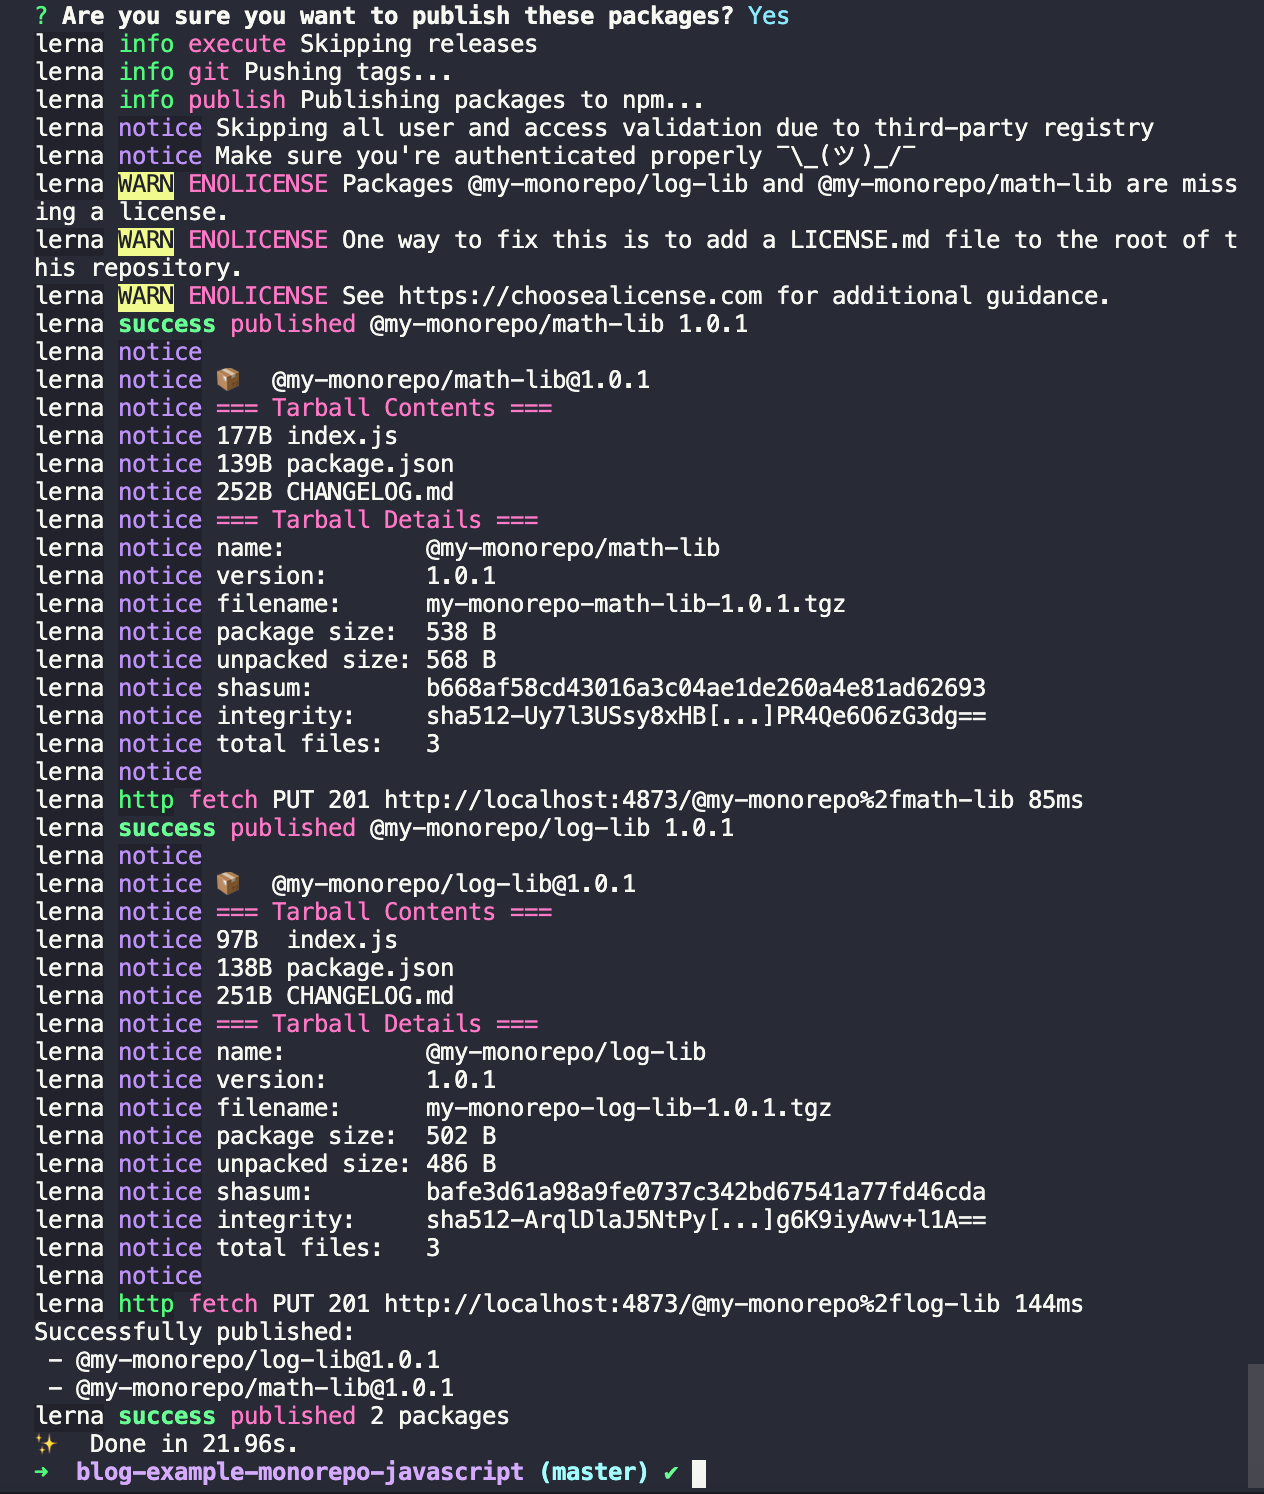 ? Are you sure you want to publish these packages? Yes
lerna info execute Skipping releases
lerna info git Pushing tags...
lerna info publish Publishing packages to npm...
lerna notice Skipping all user and access validation due to third-party registry
lerna notice Make sure you're authenticated properly ¯\_(ツ)_/¯
lerna WARN ENOLICENSE Packages @my-monorepo/log-lib and @my-monorepo/math-lib are miss
ing a license.
lerna WARN ENOLICENSE One way to fix this is to add a LICENSE.md file to the root of t
his repository.
lerna WARN ENOLICENSE See https://choosealicense.com for additional guidance.
lerna success published @my-monorepo/math-lib 1.0.1
lerna notice
lerna notice 📦  @my-monorepo/math-lib@1.0.1
lerna notice === Tarball Contents ===
lerna notice 177B index.js
lerna notice 139B package.json
lerna notice 252B CHANGELOG.md
lerna notice === Tarball Details ===
lerna notice name:          @my-monorepo/math-lib
lerna notice version:       1.0.1
lerna notice filename:      my-monorepo-math-lib-1.0.1.tgz
lerna notice package size:  538 B
lerna notice unpacked size: 568 B
lerna notice shasum:        b668af58cd43016a3c04ae1de260a4e81ad62693
lerna notice integrity:     sha512-Uy7l3USsy8xHB[...]PR4Qe6O6zG3dg==
lerna notice total files:   3
lerna notice
lerna http fetch PUT 201 http://localhost:4873/@my-monorepo%2fmath-lib 85ms
lerna success published @my-monorepo/log-lib 1.0.1
lerna notice
lerna notice 📦  @my-monorepo/log-lib@1.0.1
lerna notice === Tarball Contents ===
lerna notice 97B  index.js
lerna notice 138B package.json
lerna notice 251B CHANGELOG.md
lerna notice === Tarball Details ===
lerna notice name:          @my-monorepo/log-lib
lerna notice version:       1.0.1
lerna notice filename:      my-monorepo-log-lib-1.0.1.tgz
lerna notice package size:  502 B
lerna notice unpacked size: 486 B
lerna notice shasum:        bafe3d61a98a9fe0737c342bd67541a77fd46cda
lerna notice integrity:     sha512-ArqlDlaJ5NtPy[...]g6K9iyAwv+l1A==
lerna notice total files:   3
lerna notice
lerna http fetch PUT 201 http://localhost:4873/@my-monorepo%2flog-lib 144ms
Successfully published:
 - @my-monorepo/log-lib@1.0.1
 - @my-monorepo/math-lib@1.0.1
lerna success published 2 packages
✨  Done in 21.96s.
➜  blog-example-monorepo-javascript (master) ✔